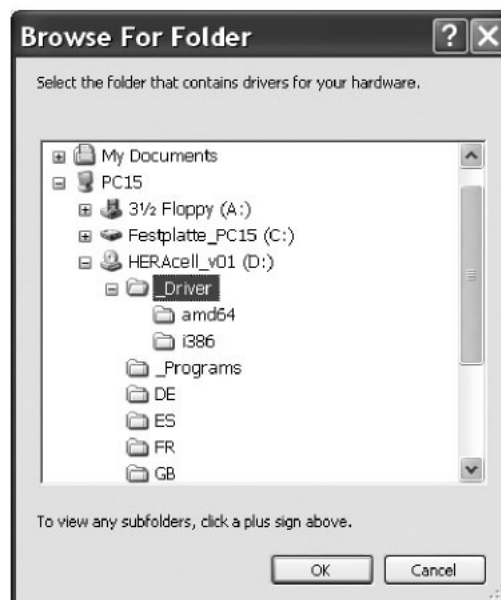 Browse For Folder
Select the folder that contains drivers for your hardware.
My Documents
PC15
3½ Floppy (A:)
Festplatte_PC15 (C:)
HERAcell_v01 (D:)
_Driver
amd64
i386
_Programs
DE
ES
FR
GB
To view any subfolders, click a plus sign above.
OK Cancel